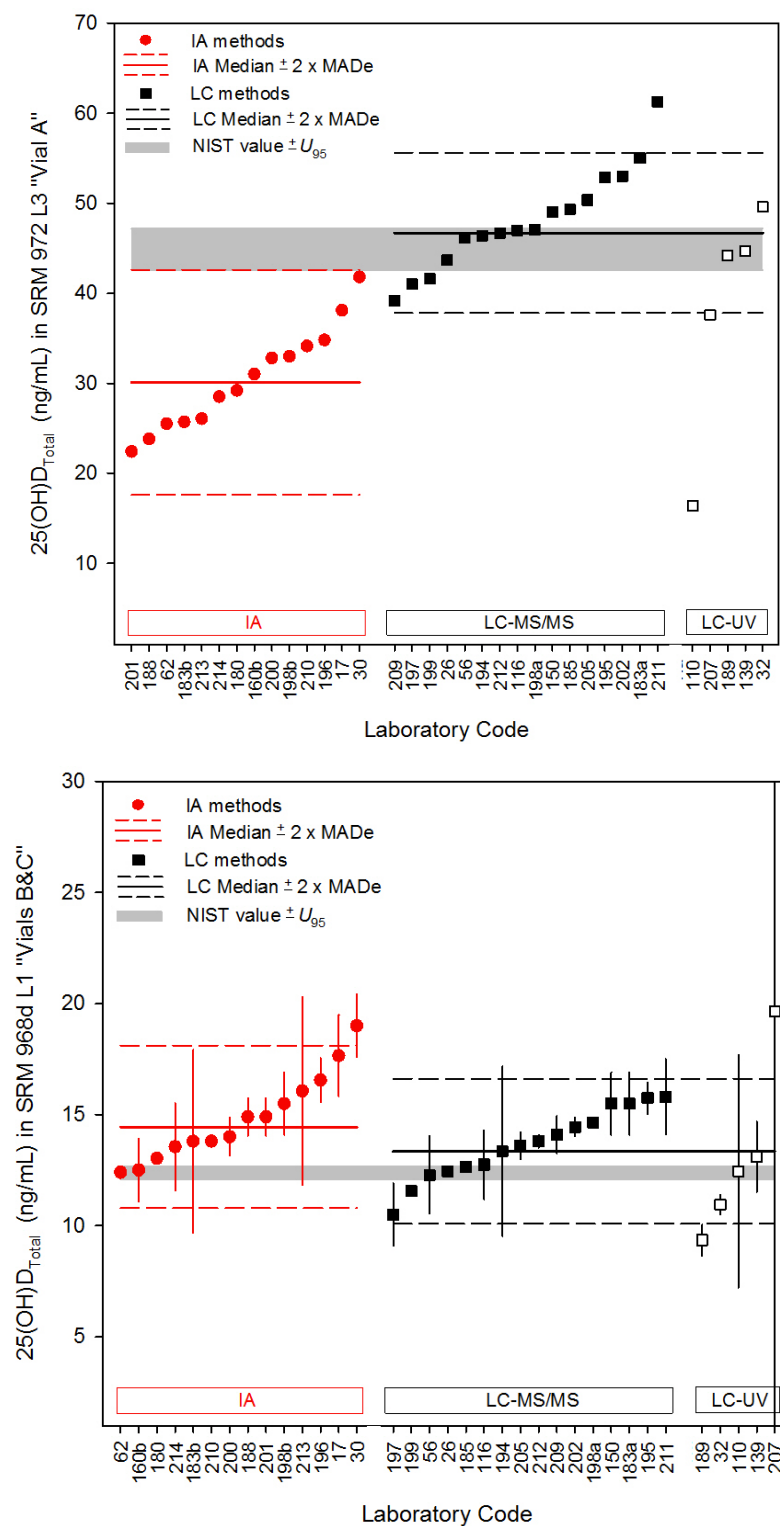 25(OH)D_Total (ng/mL) in SRM 972 L3 "Vial A"
70
60
50
40
30
20
10
IA methods
IA Median ± 2 x MADe
LC methods
LC Median ± 2 x MADe
NIST value ± U95
IA
LC-MS/MS
LC-UV
201 188 62 183b 213 214 180 160b 200 198b 210 196 17 30 209 197 199 26 56 194 212 116 198a 150 185 205 195 202 183a 211 110 207 189 139 32
Laboratory Code
25(OH)D_Total (ng/mL) in SRM 968d L1 "Vials B&C"
30
25
20
15
10
5
IA methods
IA Median ± 2 x MADe
LC methods
LC Median ± 2 x MADe
NIST value ± U95
IA
LC-MS/MS
LC-UV
62 160b 180 214 183b 210 200 188 201 198b 213 196 17 30 197 199 56 26 185 116 194 205 212 209 202 198a 150 183a 195 211 189 32 110 139 207
Laboratory Code